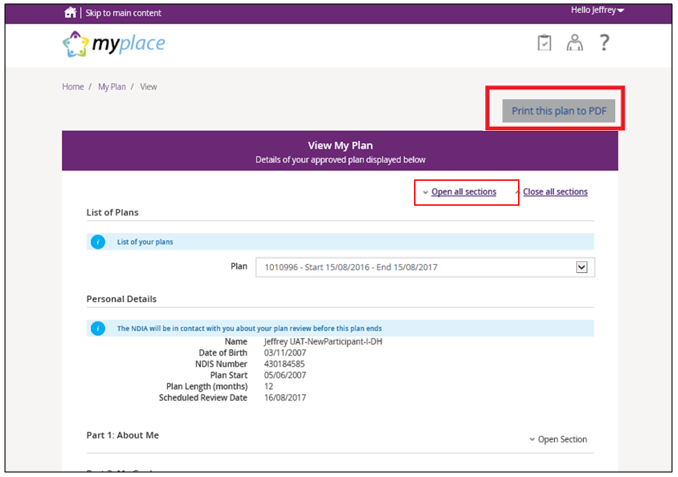 Skip to main content
Hello Jeffrey
myplace
?
Home / My Plan / View
Print this plan to PDF
View My Plan
Details of your approved plan displayed below
Open all sections
Close all sections
List of Plans
i List of your plans
Plan 1010996 - Start 15/08/2016 - End 15/08/2017
Personal Details
i The NDIA will be in contact with you about your plan review before this plan ends
Name Jeffrey UAT-NewParticipant-I-DH
Date of Birth 03/11/2007
NDIS Number 430184585
Plan Start 05/06/2007
Plan Length (months) 12
Scheduled Review Date 16/08/2017
Part 1: About Me
Open Section